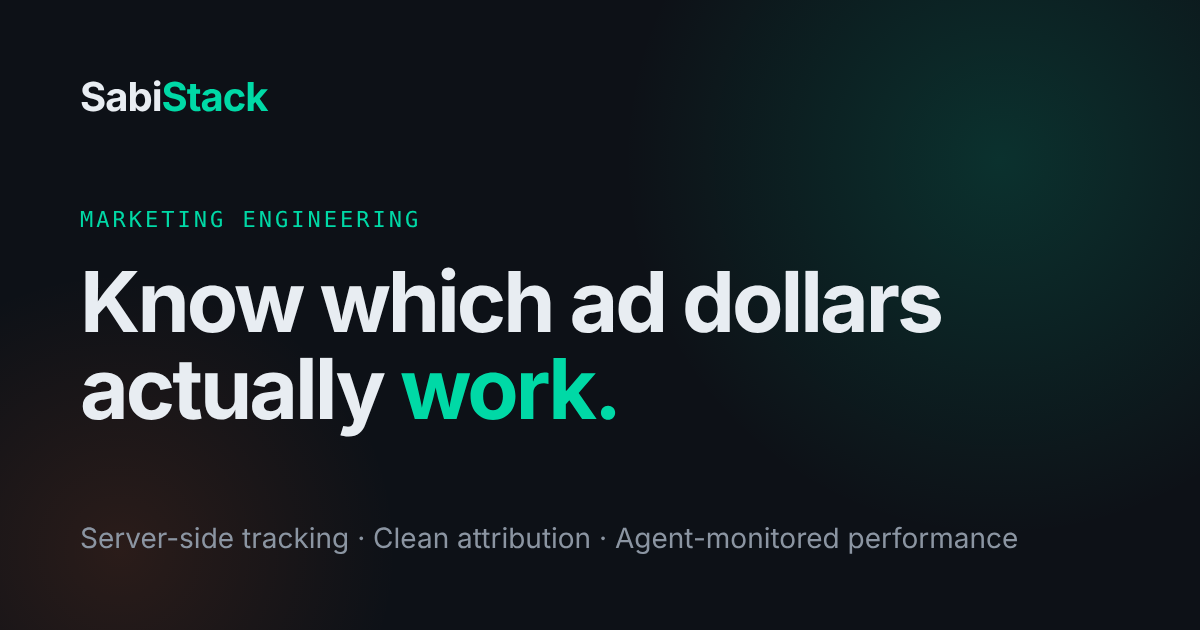 SabiStack
MARKETING ENGINEERING
Know which ad dollars
actually work.
Server-side tracking · Clean attribution · Agent-monitored performance